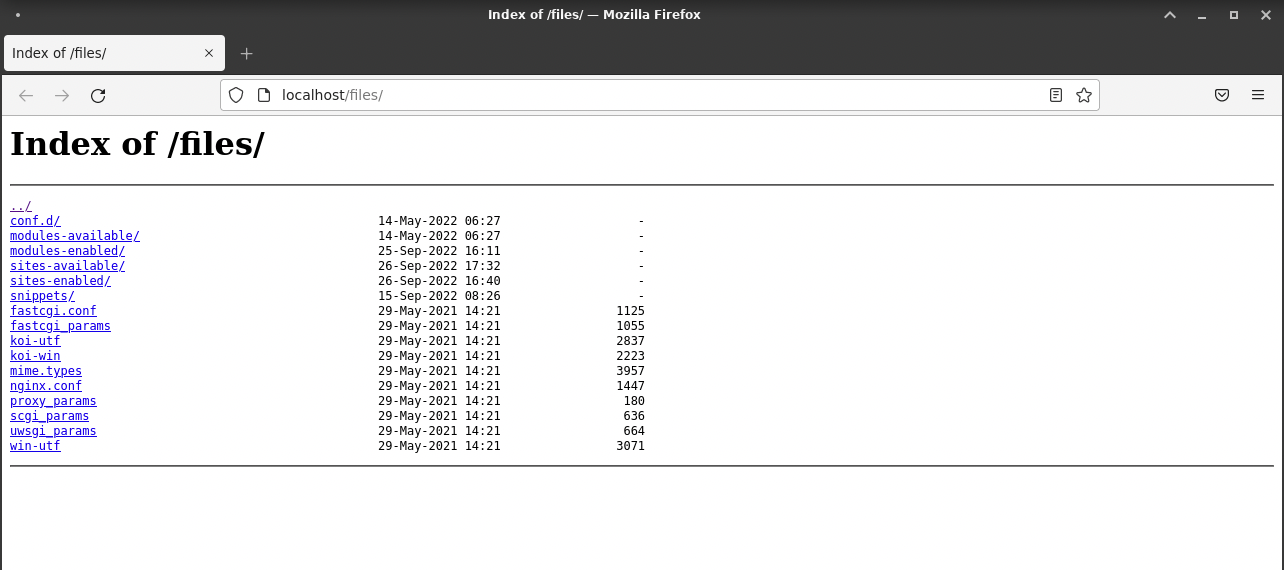 Index of /files/ — Mozilla Firefox
Index of /files/
localhost/files/
Index of /files/
../
conf.d/ 14-May-2022 06:27 -
modules-available/ 14-May-2022 06:27 -
modules-enabled/ 25-Sep-2022 16:11 -
sites-available/ 26-Sep-2022 17:32 -
sites-enabled/ 26-Sep-2022 16:40 -
snippets/ 15-Sep-2022 08:26 -
fastcgi.conf 29-May-2021 14:21 1125
fastcgi_params 29-May-2021 14:21 1055
koi-utf 29-May-2021 14:21 2837
koi-win 29-May-2021 14:21 2223
mime.types 29-May-2021 14:21 3957
nginx.conf 29-May-2021 14:21 1447
proxy_params 29-May-2021 14:21 180
scgi_params 29-May-2021 14:21 636
uwsgi_params 29-May-2021 14:21 664
win-utf 29-May-2021 14:21 3071